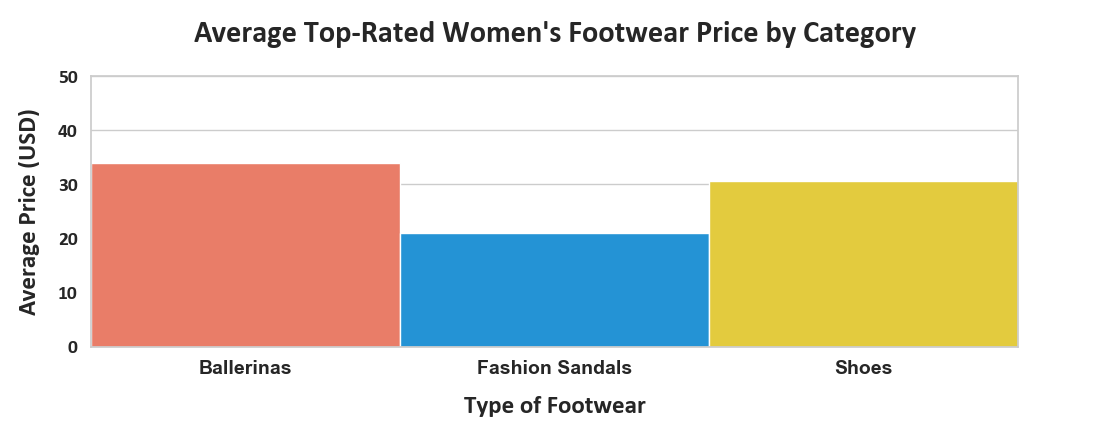 Average Top-Rated Women's Footwear Price by Category
Average Price (USD)
50
40
30
20
10
0
Ballerinas
Fashion Sandals
Shoes
Type of Footwear